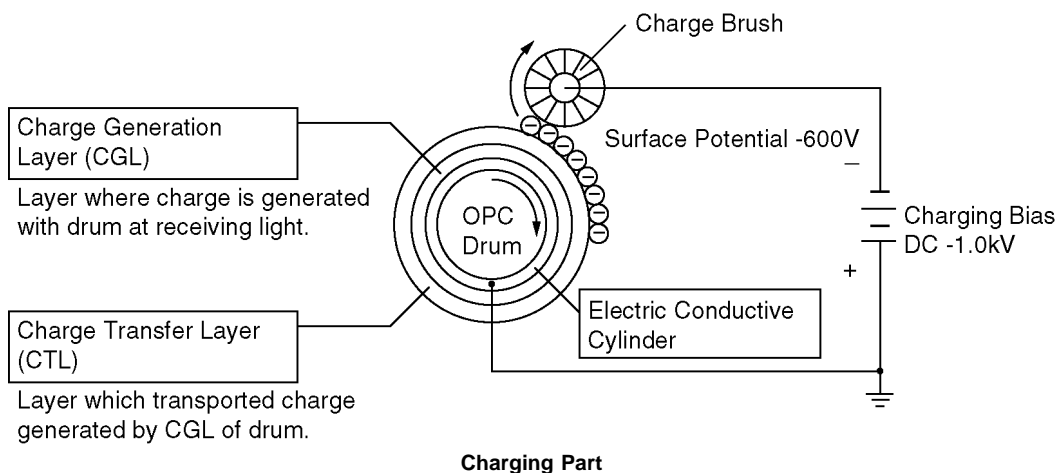 Charge Brush
Charge Generation
Layer (CGL)
Layer where charge is generated
with drum at receiving light.
Surface Potential -600V
−
OPC
Drum
Charging Bias
DC -1.0kV
+
Electric Conductive
Cylinder
Charge Transfer Layer
(CTL)
Layer which transported charge
generated by CGL of drum.
Charging Part